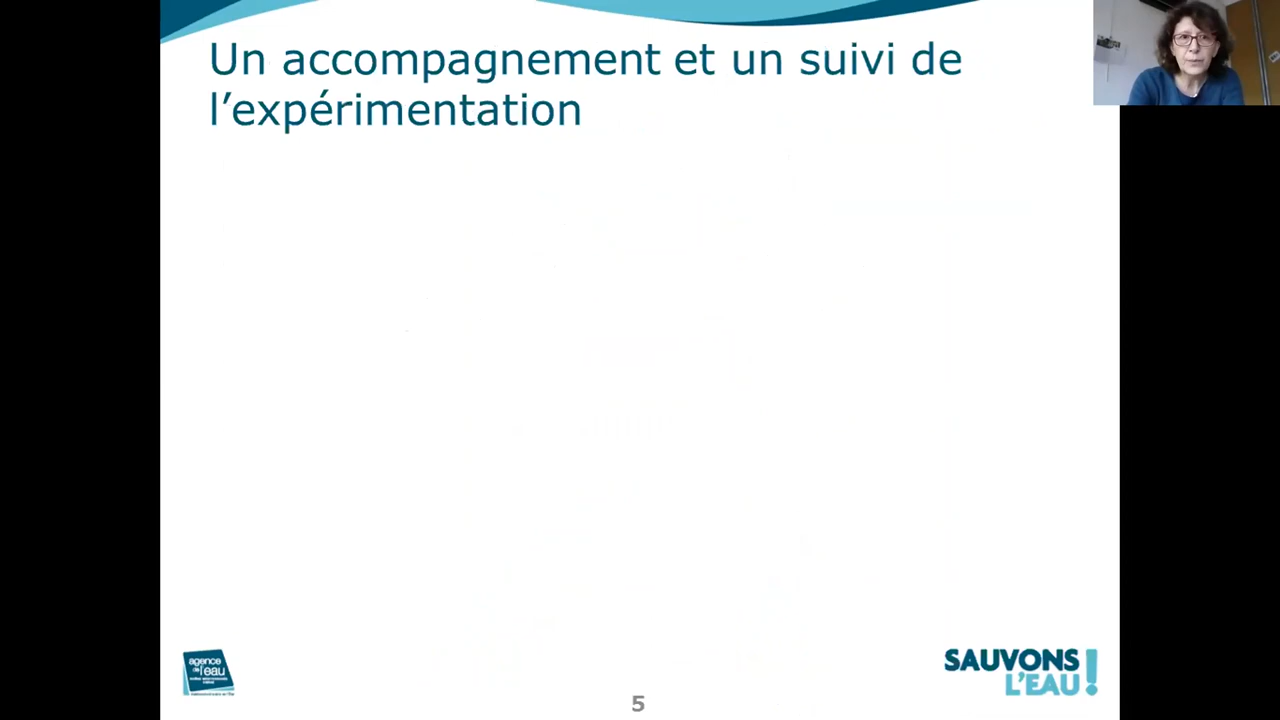 Un accompagnement et un suivi de
l’expérimentation
agence
de l'eau
SAUVONS
L'EAU !
5